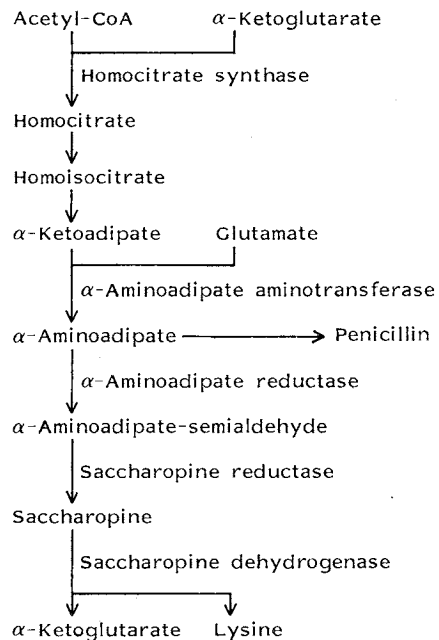 Acetyl-CoA α-Ketoglutarate
Homocitrate synthase
Homocitrate
Homoisocitrate
α-Ketoadipate Glutamate
α-Aminoadipate aminotransferase
α-Aminoadipate Penicillin
α-Aminoadipate reductase
α-Aminoadipate-semialdehyde
Saccharopine reductase
Saccharopine
Saccharopine dehydrogenase
α-Ketoglutarate Lysine